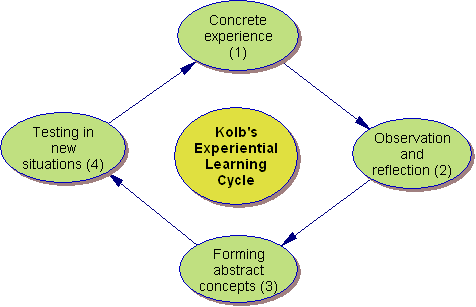 Concrete
experience
(1)
Observation
and
reflection (2)
Forming
abstract
concepts (3)
Testing in
new
situations (4)
Kolb's
Experiential
Learning
Cycle